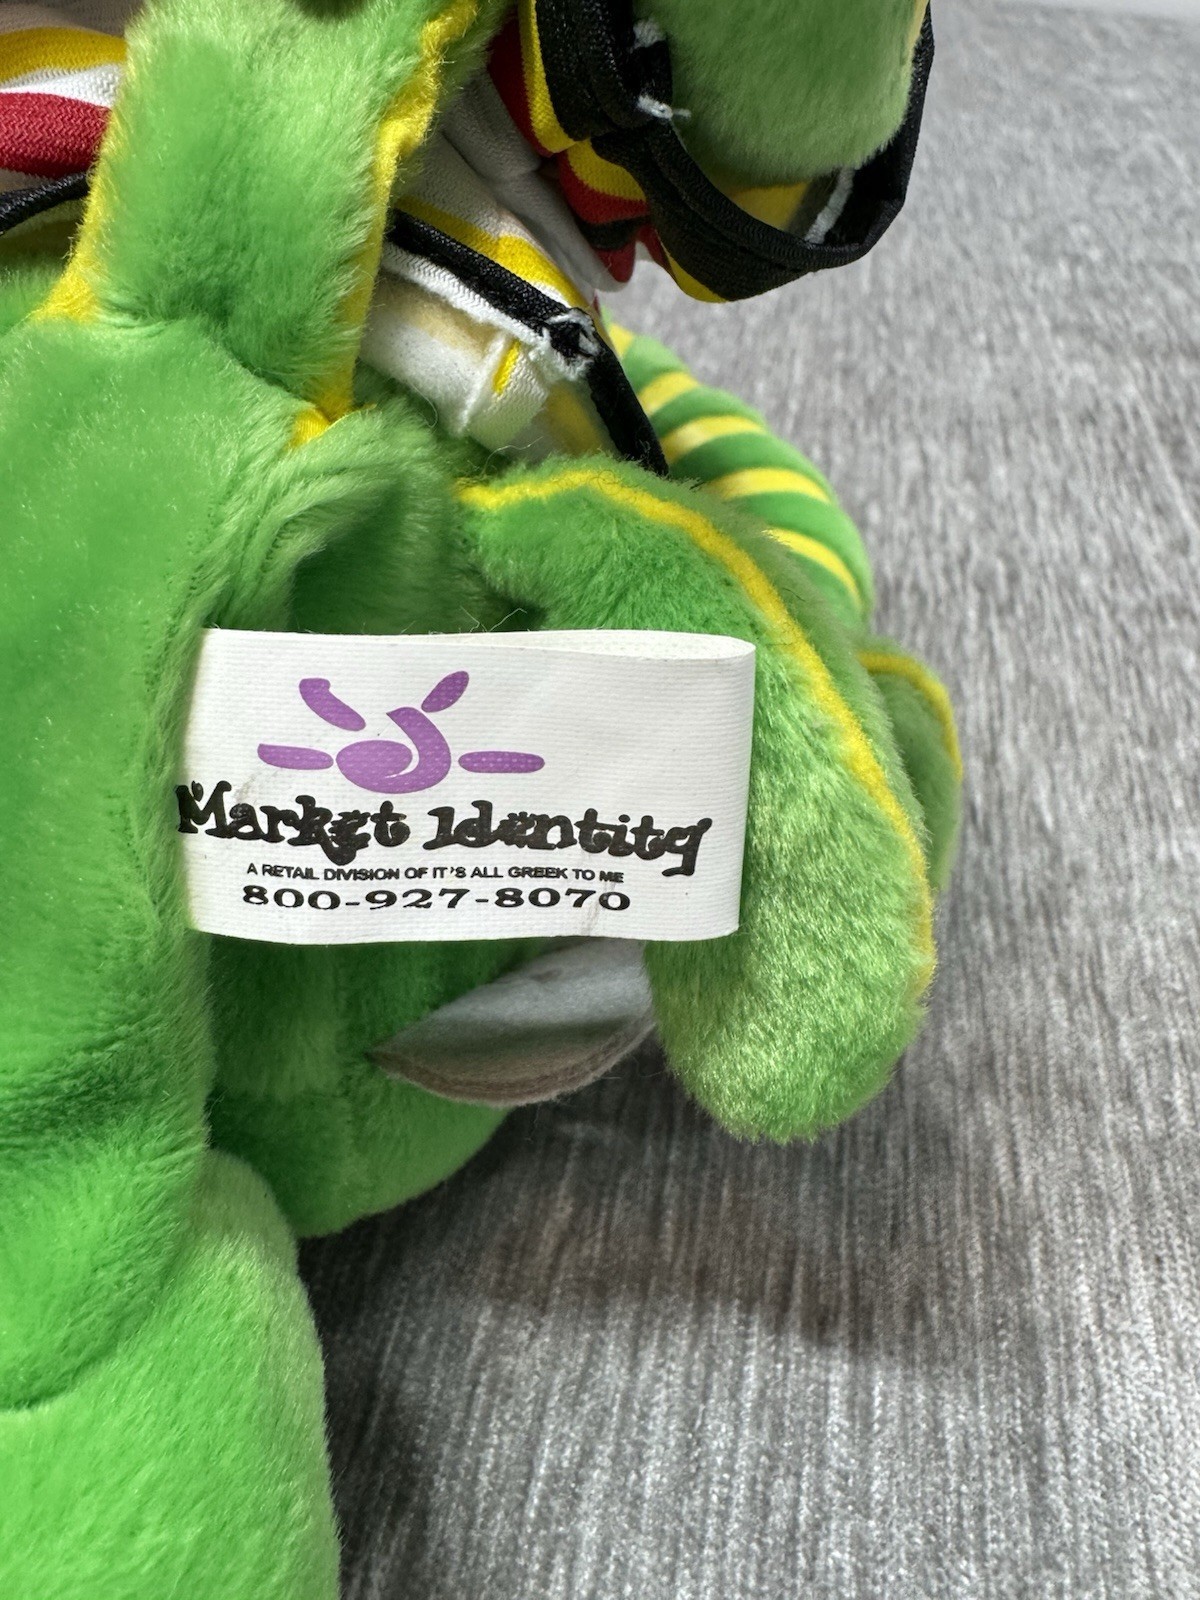 Market Identity
A RETAIL DIVISION OF IT'S ALL GREEK TO ME
800-927-8070